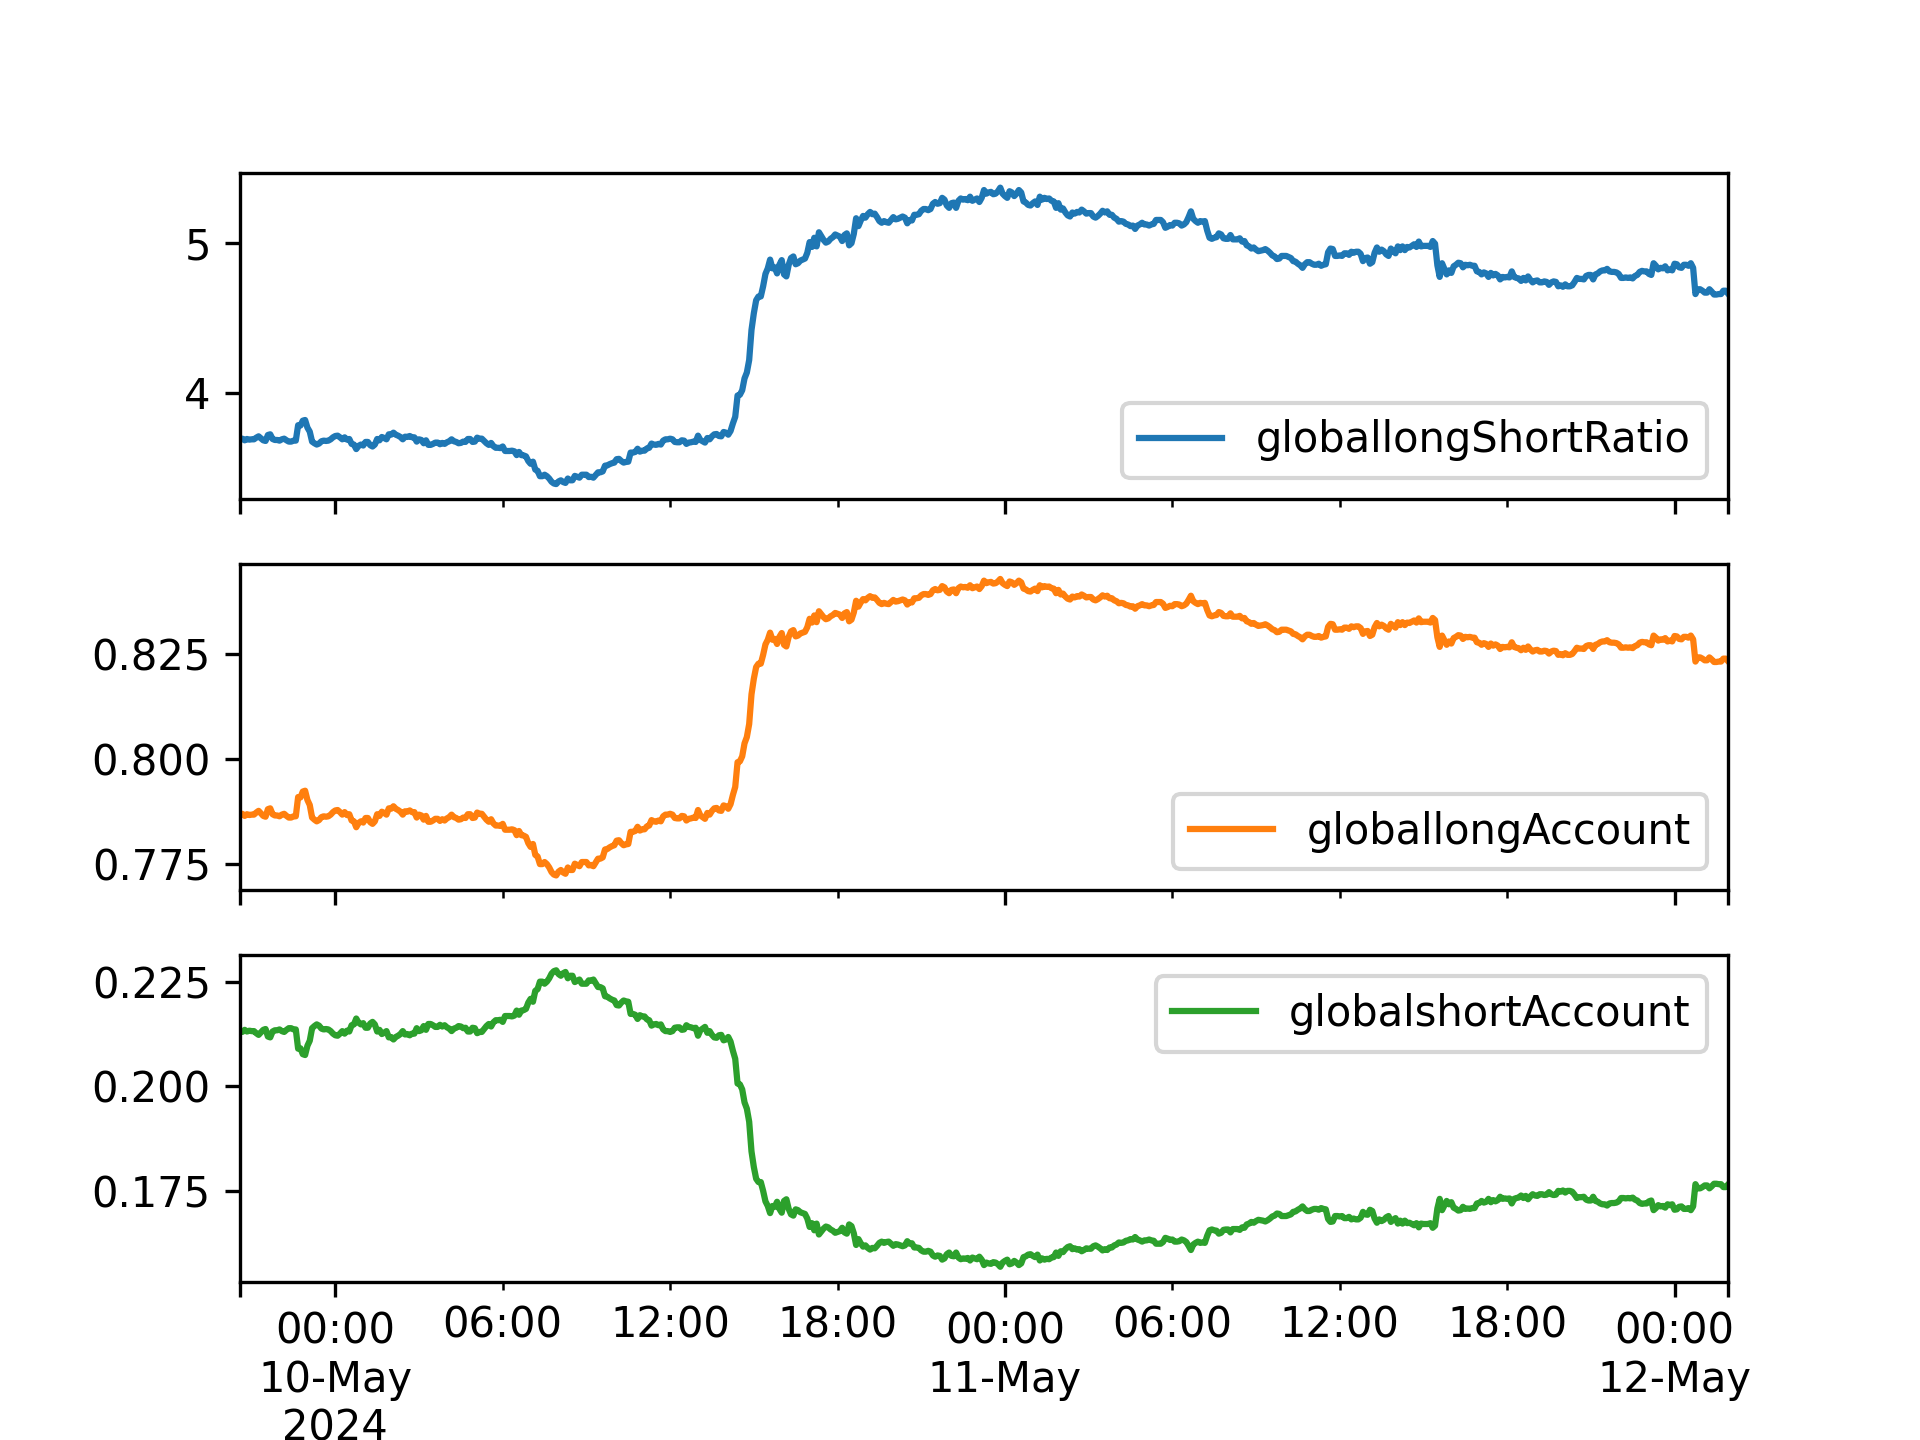 5
4
globallongShortRatio
0.825
0.800
0.775
globallongAccount
0.225
0.200
0.175
globalshortAccount
00:00 06:00 12:00 18:00 00:00 06:00 12:00 18:00 00:00
10-May 11-May 12-May
2024